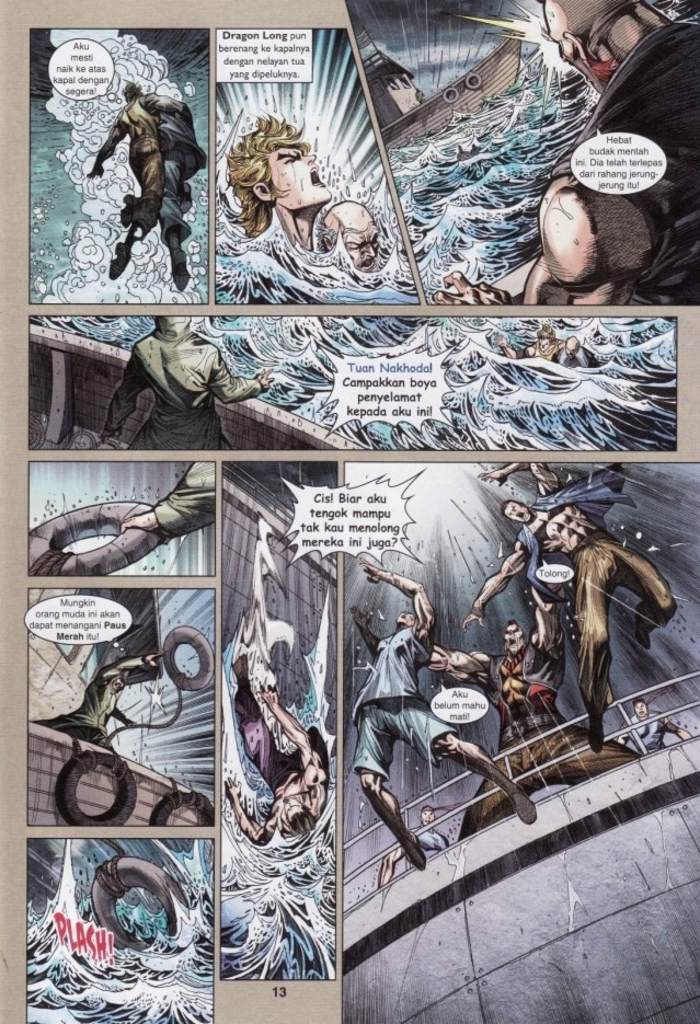 Aku
mesti
naik ke atas
kapal dengan
segera!
Dragon Long pun
berenang ke kapalnya
dengan nelayan tua
yang dipeluknya.
Hebat
budak mentah
ini. Dia telah terlepas
dari rahang jerung-
jerung itu!
Tuan Nakhoda!
Campakkan boya
penyelamat
kepada aku ini!
Mungkin
orang muda ini akan
dapat menangani Paus
Merah itu!
PLASH!
Cis! Biar aku
tengok mampu
tak kau menolong
mereka ini juga?
Tolong!
Aku
belum mahu
mati!
13